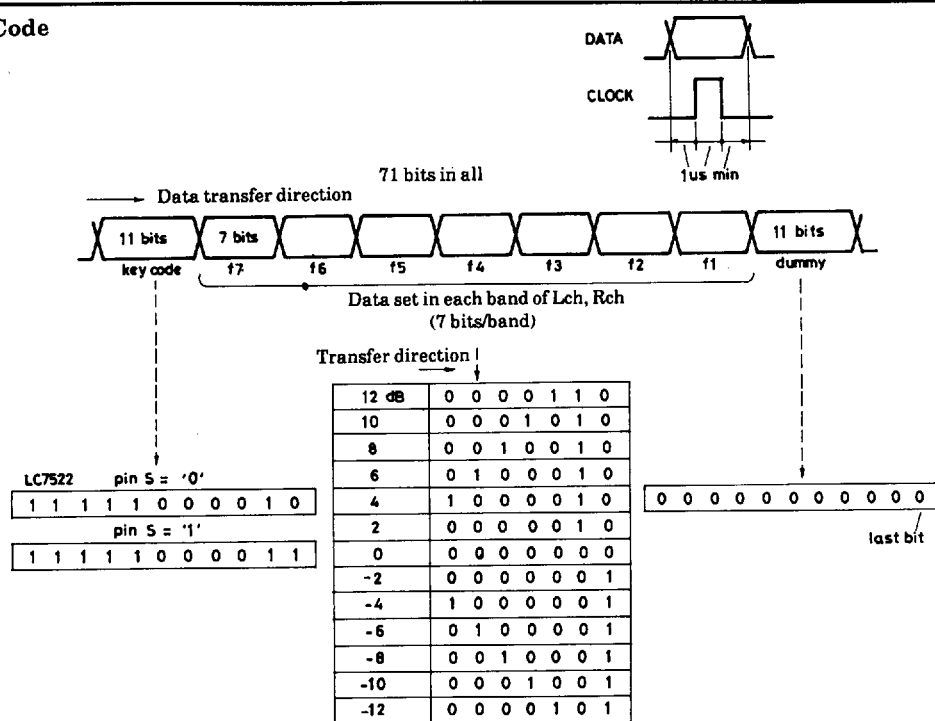 Code
DATA
CLOCK
1us min
71 bits in all
Data transfer direction
11 bits 7 bits 11 bits
key code f7 f6 f5 f4 f3 f2 f1 dummy
Data set in each band of Lch, Rch
(7 bits/band)
Transfer direction
12 dB 0 0 0 0 1 1 0
10 0 0 0 1 0 1 0
8 0 0 1 0 0 1 0
6 0 1 0 0 0 1 0
4 1 0 0 0 0 1 0
2 0 0 0 0 0 1 0
0 0 0 0 0 0 0 0
-2 0 0 0 0 0 0 1
-4 1 0 0 0 0 0 1
-6 0 1 0 0 0 0 1
-8 0 0 1 0 0 0 1
-10 0 0 0 1 0 0 1
-12 0 0 0 0 1 0 1
LC7522 pin S = '0'
1 1 1 1 1 0 0 0 0 1 0
pin S = '1'
1 1 1 1 1 0 0 0 0 1 1
0 0 0 0 0 0 0 0 0 0 0
last bit